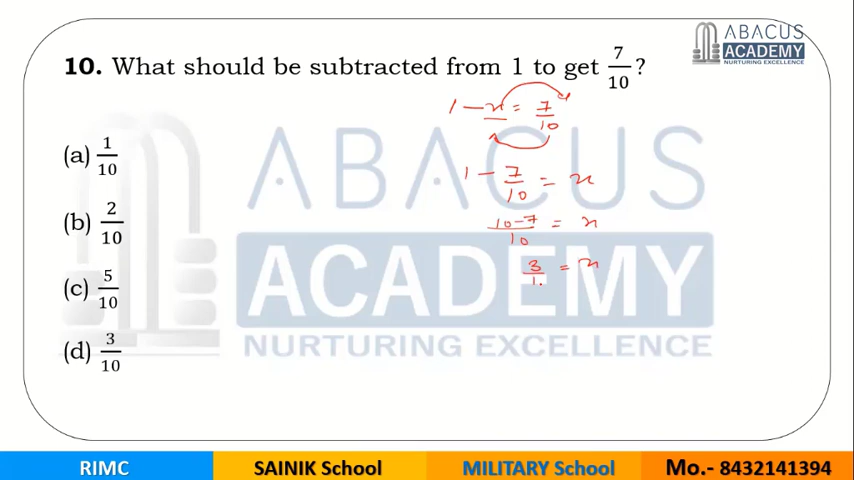 ABACUS
ACADEMY
NURTURING EXCELLENCE
10. What should be subtracted from 1 to get 7/10?
1 - x = 7/10
(a) 1/10
1 - 7/10 = x
(b) 2/10
10-7/10 = x
3/1. = x
(c) 5/10
(d) 3/10
ABACUS
ACADEMY
NURTURING EXCELLENCE
RIMC
SAINIK School
MILITARY School
Mo.- 8432141394